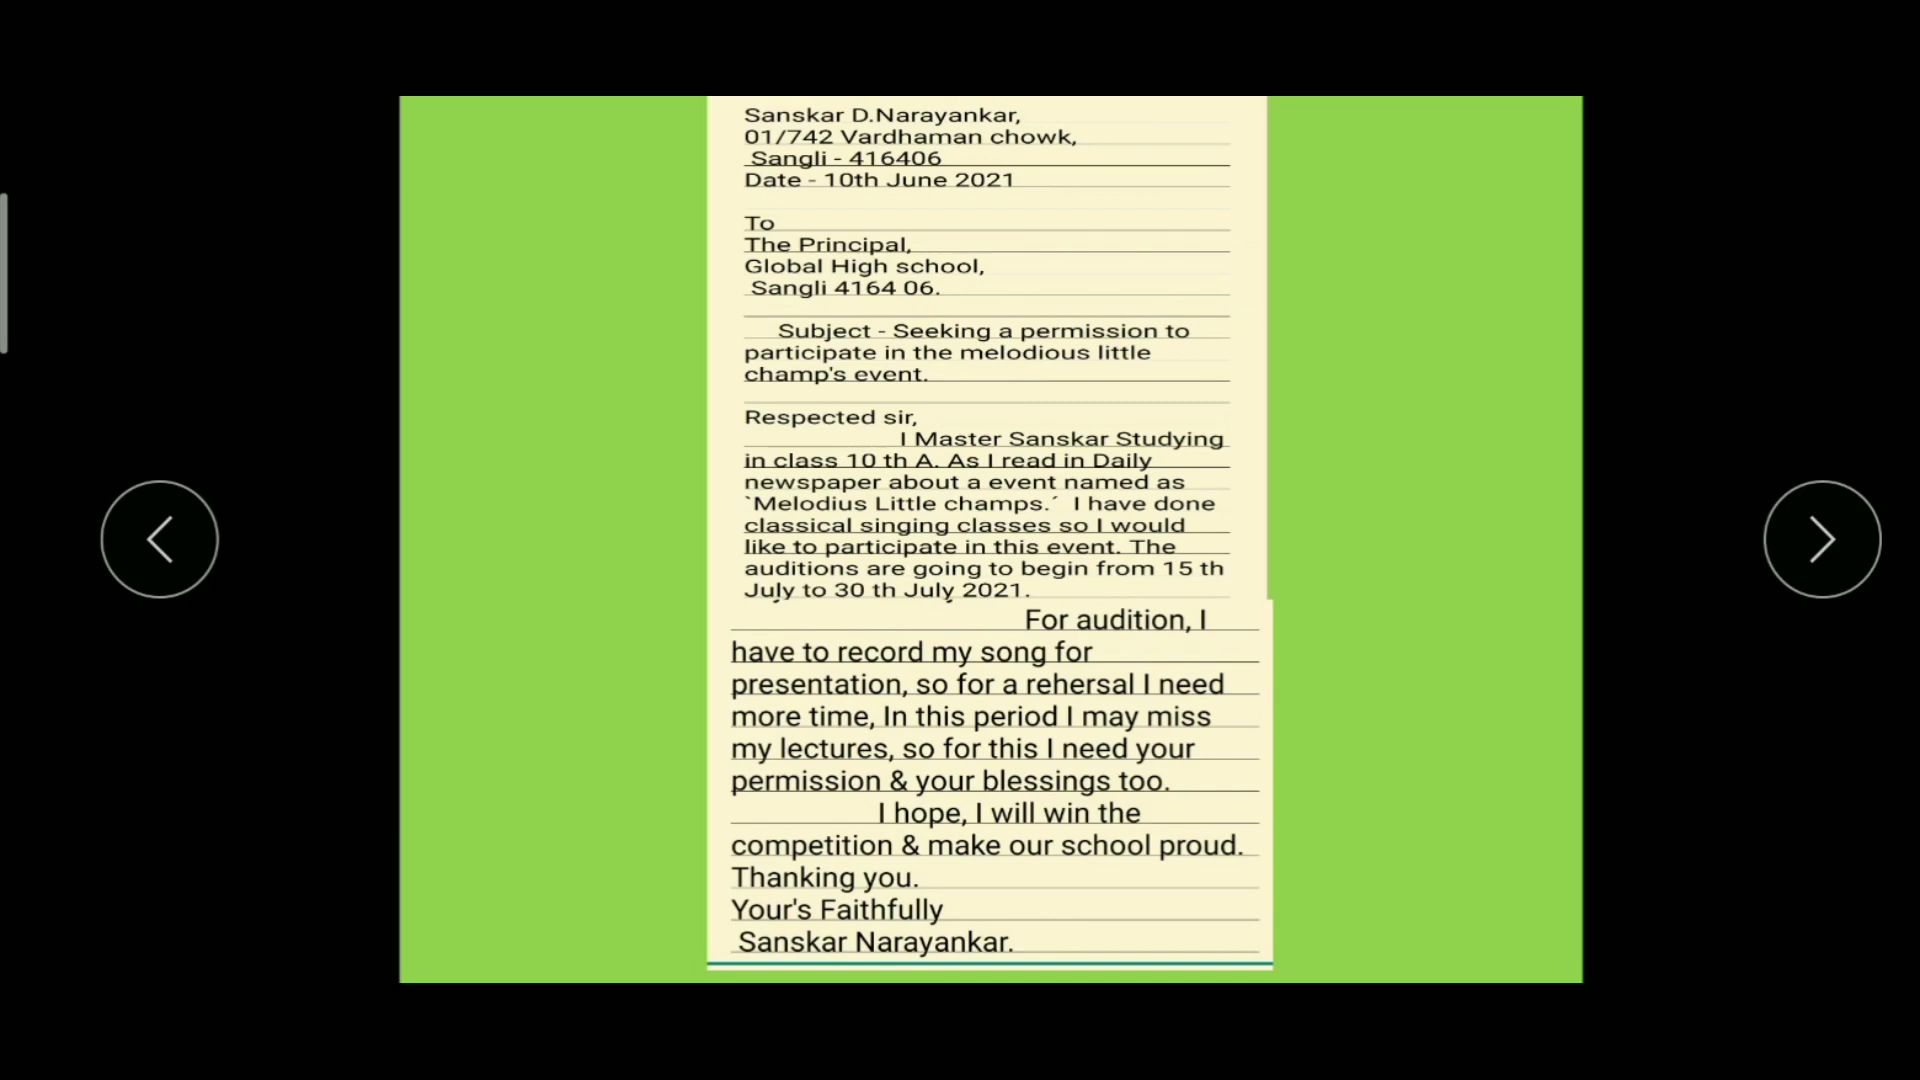 Sanskar D.Narayankar,
01/742 Vardhaman chowk,
Sangli - 416406
Date - 10th June 2021
To
The Principal,
Global High school,
Sangli 4164 06.
Subject - Seeking a permission to
participate in the melodious little
champ's event.
Respected sir,
I Master Sanskar Studying
in class 10 th A. As I read in Daily
newspaper about a event named as
`Melodius Little champs.´ I have done
classical singing classes so I would
like to participate in this event. The
auditions are going to begin from 15 th
July to 30 th July 2021.
For audition, I
have to record my song for
presentation, so for a rehersal I need
more time, In this period I may miss
my lectures, so for this I need your
permission & your blessings too.
I hope, I will win the
competition & make our school proud.
Thanking you.
Your's Faithfully
Sanskar Narayankar.